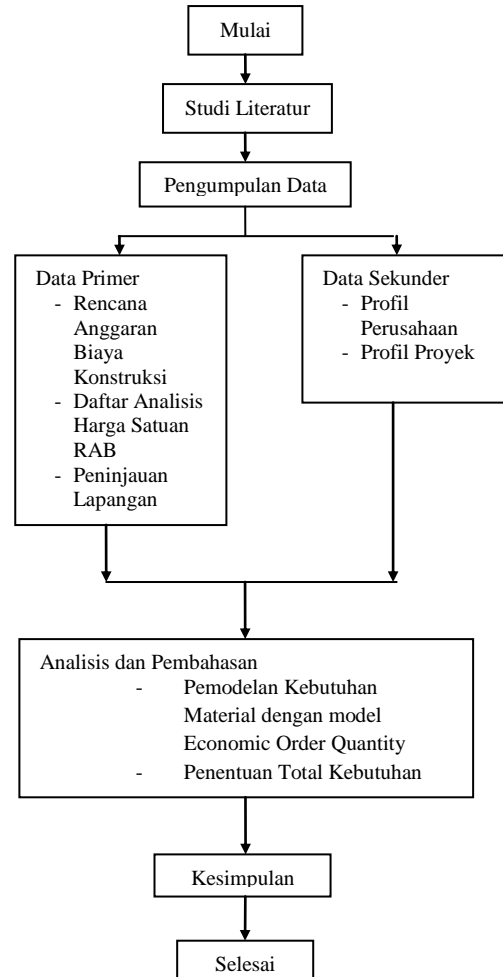 Mulai
Studi Literatur
Pengumpulan Data
Data Primer
- Rencana
Anggaran
Biaya
Konstruksi
- Daftar Analisis
Harga Satuan
RAB
- Peninjauan
Lapangan
Data Sekunder
- Profil
Perusahaan
- Profil Proyek
Analisis dan Pembahasan
- Pemodelan Kebutuhan
Material dengan model
Economic Order Quantity
- Penentuan Total Kebutuhan
Kesimpulan
Selesai